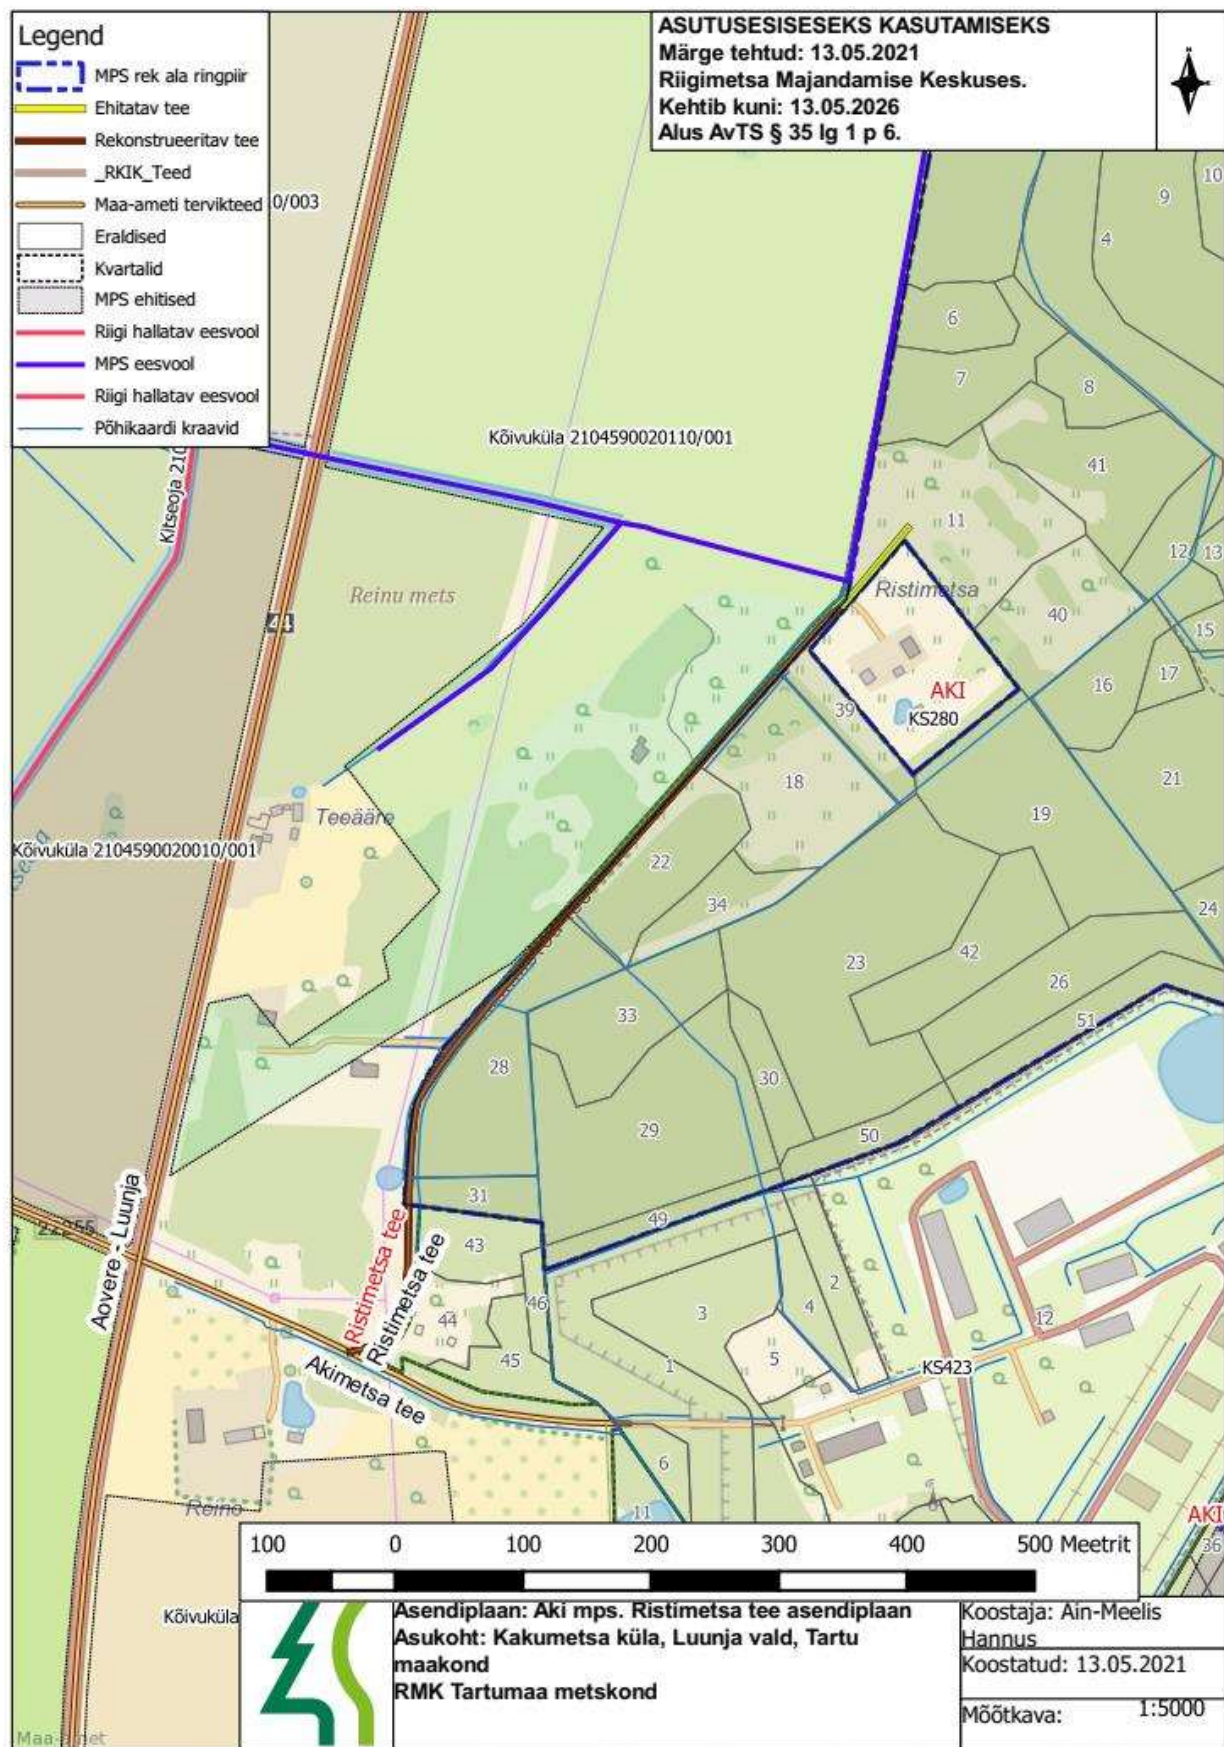 Legend
MPS rek ala ringpiir
Ehitatav tee
Rekonstrueeritav tee
_RKIK_Teed
Maa-ameti tervikteed
Eraldised
Kvartalid
MPS ehitised
Riigi hallatav eesvool
MPS eesvool
Riigi hallatav eesvool
Põhikaardi kraavid
ASUTUSESISESEKS KASUTAMISEKS
Märge tehtud: 13.05.2021
Riigimetsa Majandamise Keskuses.
Kehtib kuni: 13.05.2026
Alus AvTS § 35 lg 1 p 6.
0/003
10
9
4
6
7
8
Kõivuküla 2104590020110/001
Kitseoja 210
41
11
12
13
Reinu mets
Ristimetsa
44
40
15
17
16
AKI
39
KS280
18
21
Teeääre
19
Kõivuküla 2104590020010/001
22
34
24
23
42
26
33
51
28
30
29
50
31
49
22255
Aovere - Luunja
Ristimetsa tee
Ristimetsa tee
43
46
2
3
4
12
44
45
1
5
KS423
Akimetsa tee
6
11
Reino
AKI
36
100 0 100 200 300 400 500 Meetrit
Kõivuküla
Asendiplaan: Aki mps. Ristimetsa tee asendiplaan
Asukoht: Kakumetsa küla, Luunja vald, Tartu
maakond
RMK Tartumaa metskond
Koostaja: Ain-Meelis
Hannus
Koostatud: 13.05.2021
Mõõtkava: 1:5000
Maa-amet